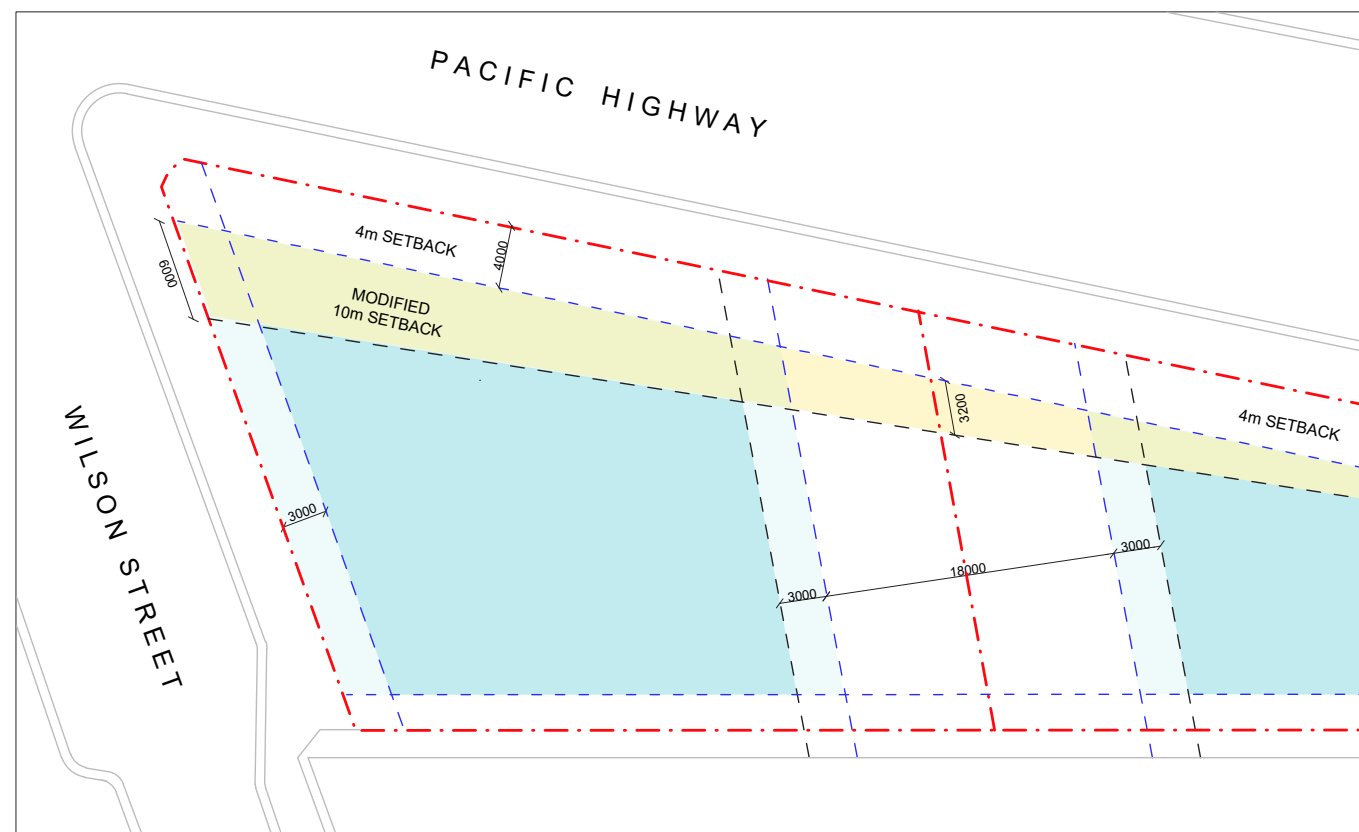 PACIFIC HIGHWAY
4m SETBACK
4000
6000
MODIFIED
10m SETBACK
3200
4m SETBACK
WILSON STREET
3000
3000
18000
3000